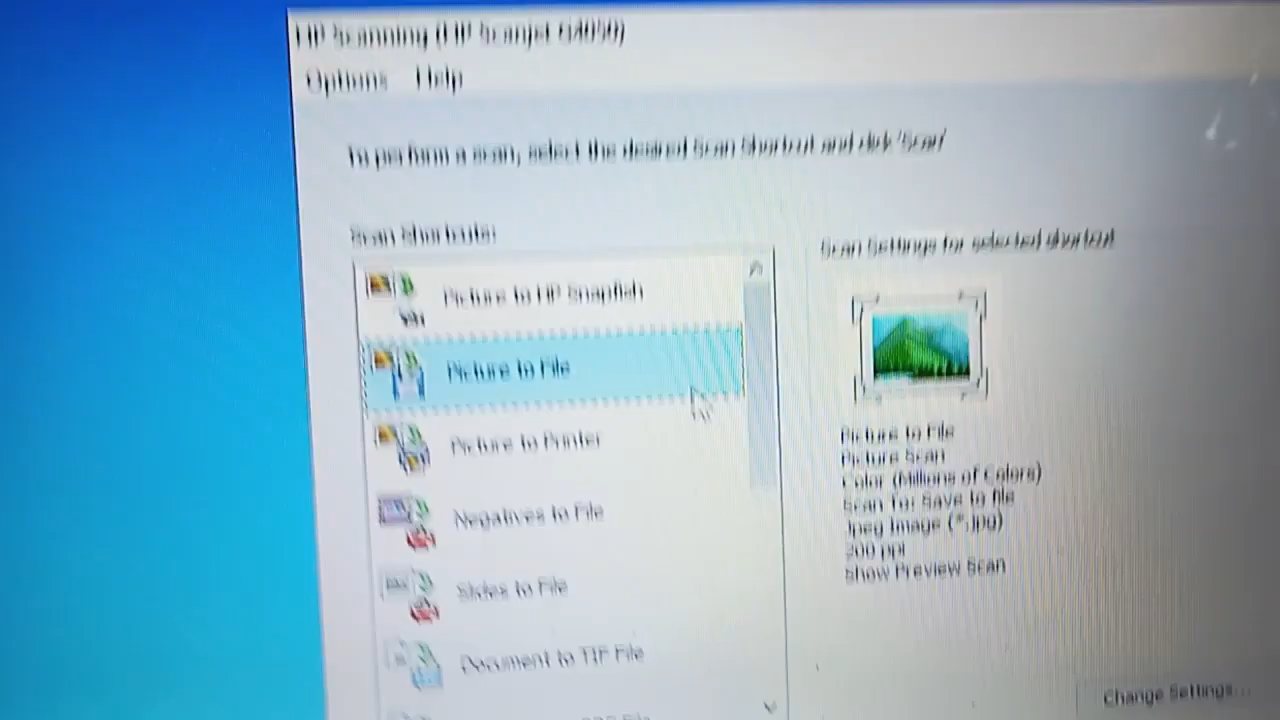 HP Scanning (HP Scanjet G4050)
Options Help
To perform a scan, select the desired Scan Shortcut and click 'Scan'
Scan Shortcuts:
Picture to HP Snapfish
Picture to File
Picture to Printer
Negatives to File
Slides to File
Document to TIF File
Scan Settings for selected shortcut
Picture to File
Picture Scan
Color (Millions of Colors)
Scan To: Save to file
Jpeg Image (*.jpg)
200 ppi
Show Preview Scan
Change Settings...